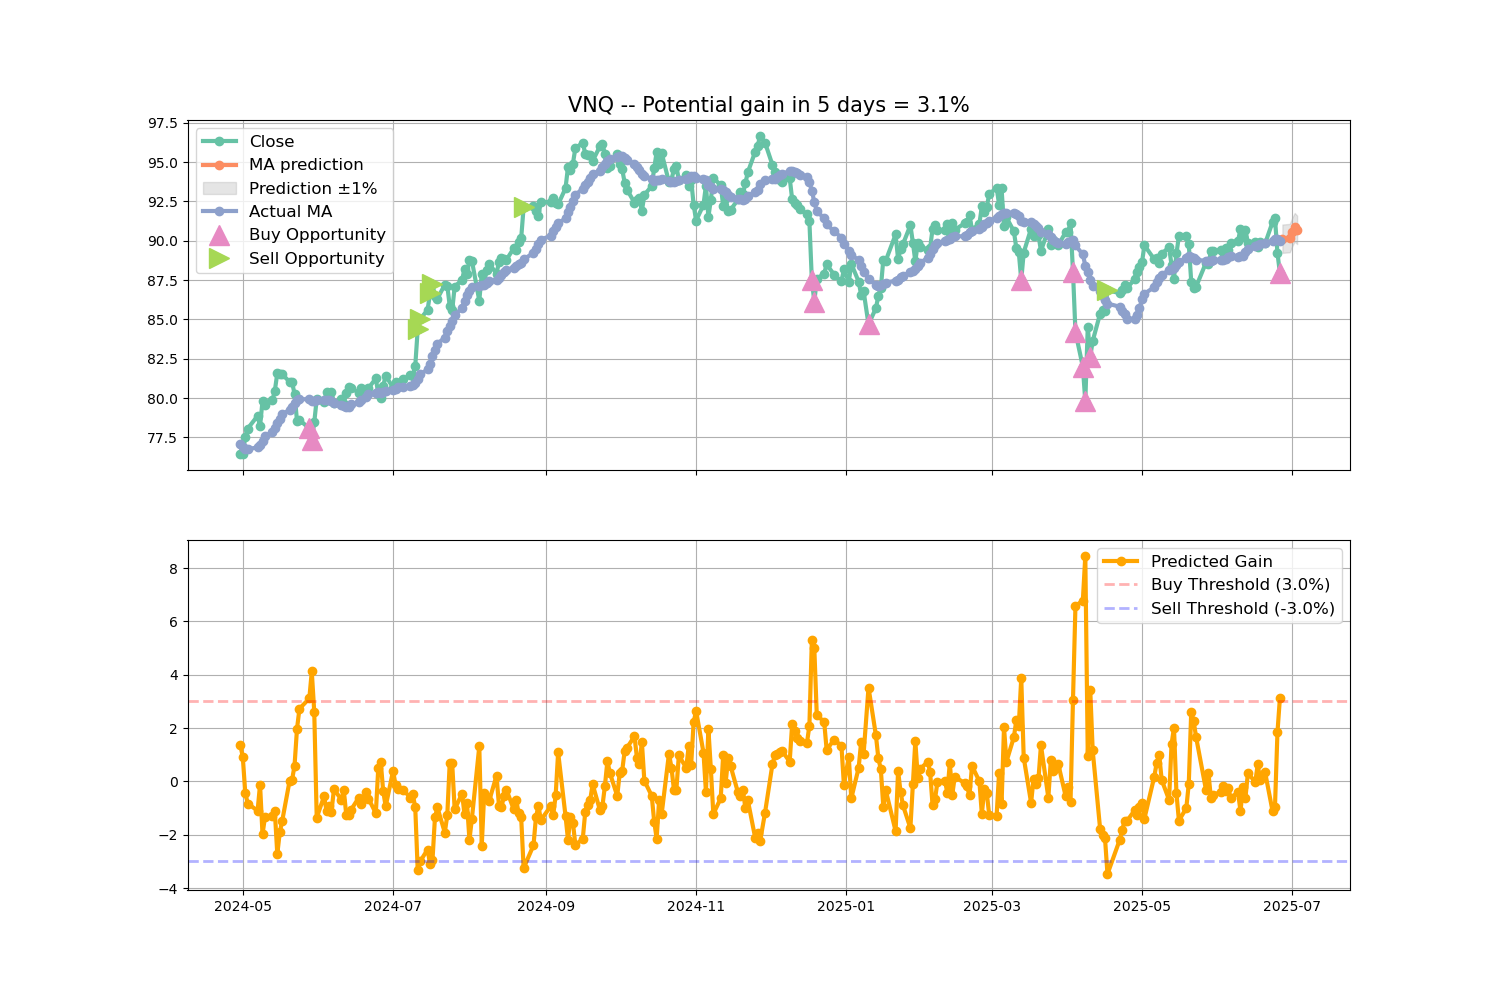 VNQ -- Potential gain in 5 days = 3.1%
97.5
95.0
92.5
90.0
87.5
85.0
82.5
80.0
77.5
Close
MA prediction
Prediction ±1%
Actual MA
Buy Opportunity
Sell Opportunity
8
6
4
2
0
−2
−4
Predicted Gain
Buy Threshold (3.0%)
Sell Threshold (-3.0%)
2024-05
2024-07
2024-09
2024-11
2025-01
2025-03
2025-05
2025-07